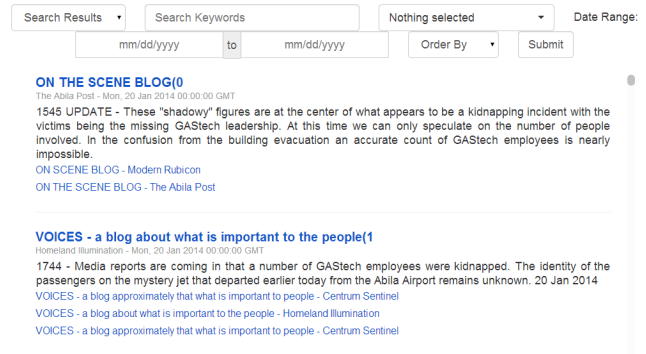 Search Results Search Keywords Nothing selected Date Range:
mm/dd/yyyy to mm/dd/yyyy Order By Submit
ON THE SCENE BLOG(0
The Abila Post - Mon, 20 Jan 2014 00:00:00 GMT
1545 UPDATE - These "shadowy" figures are at the center of what appears to be a kidnapping incident with the
victims being the missing GAStech leadership. At this time we can only speculate on the number of people
involved. In the confusion from the building evacuation an accurate count of GAStech employees is nearly
impossible.
ON SCENE BLOG - Modern Rubicon
ON THE SCENE BLOG - The Abila Post
VOICES - a blog about what is important to the people(1
Homeland Illumination - Mon, 20 Jan 2014 00:00:00 GMT
1744 - Media reports are coming in that a number of GAStech employees were kidnapped. The identity of the
passengers on the mystery jet that departed earlier today from the Abila Airport remains unknown. 20 Jan 2014
VOICES - a blog approximately that what is important to people - Centrum Sentinel
VOICES - a blog about what is important to the people - Homeland Illumination
VOICES - a blog approximately that what is important to people - Centrum Sentinel